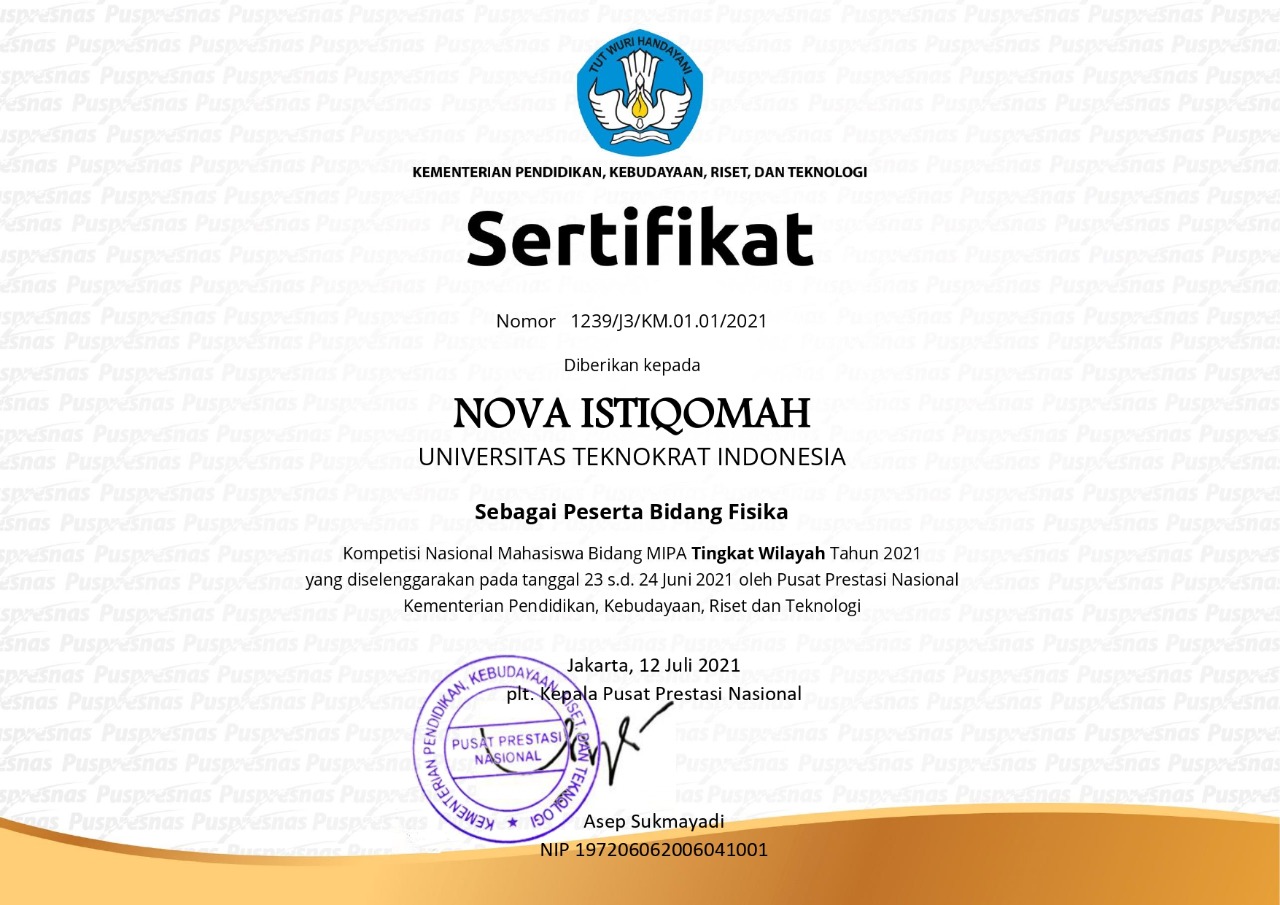 TUT WURI HANDAYANI
KEMENTERIAN PENDIDIKAN, KEBUDAYAAN, RISET, DAN TEKNOLOGI
Sertifikat
Nomor 1239/J3/KM.01.01/2021
Diberikan kepada
NOVA ISTIQOMAH
UNIVERSITAS TEKNOKRAT INDONESIA
Sebagai Peserta Bidang Fisika
Kompetisi Nasional Mahasiswa Bidang MIPA Tingkat Wilayah Tahun 2021
yang diselenggarakan pada tanggal 23 s.d. 24 Juni 2021 oleh Pusat Prestasi Nasional
Kementerian Pendidikan, Kebudayaan, Riset dan Teknologi
Jakarta, 12 Juli 2021
plt. Kepala Pusat Prestasi Nasional
KEMENTERIAN PENDIDIKAN, KEBUDAYAAN, RISET, DAN TEKNOLOGI
PUSAT PRESTASI
NASIONAL
Asep Sukmayadi
NIP 197206062006041001